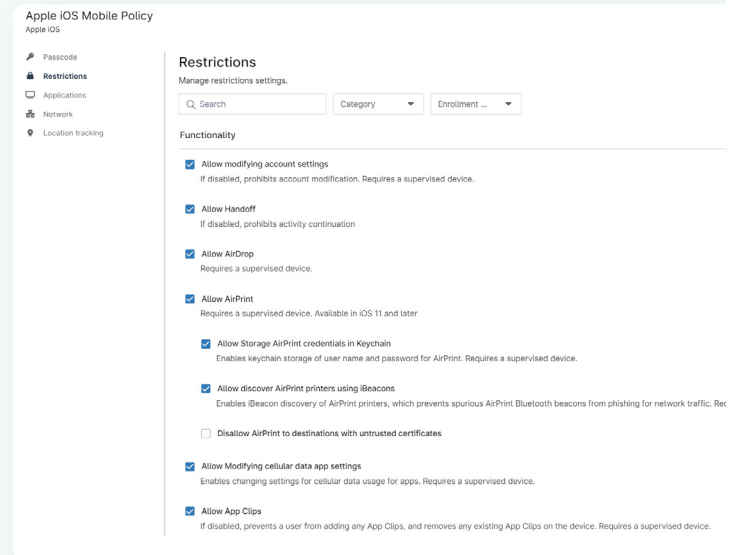 Apple iOS Mobile Policy
Apple iOS
Passcode
Restrictions
Applications
Network
Location tracking
Restrictions
Manage restrictions settings.
Search
Category
Enrollment ...
Functionality
Allow modifying account settings
If disabled, prohibits account modification. Requires a supervised device.
Allow Handoff
If disabled, prohibits activity continuation
Allow AirDrop
Requires a supervised device.
Allow AirPrint
Requires a supervised device. Available in iOS 11 and later
Allow Storage AirPrint credentials in Keychain
Enables keychain storage of user name and password for AirPrint. Requires a supervised device.
Allow discover AirPrint printers using iBeacons
Enables iBeacon discovery of AirPrint printers, which prevents spurious AirPrint Bluetooth beacons from phishing for network traffic.
Disallow AirPrint to destinations with untrusted certificates
Allow Modifying cellular data app settings
Enables changing settings for cellular data usage for apps. Requires a supervised device.
Allow App Clips
If disabled, prevents a user from adding any App Clips, and removes any existing App Clips on the device. Requires a supervised device.